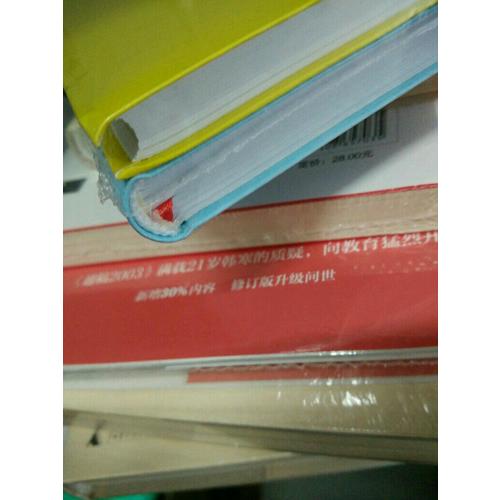 定价：28.00元
《通稿2003》满载21岁韩寒的质疑，向教育猛烈开
新增30%内容 修订版升级问世